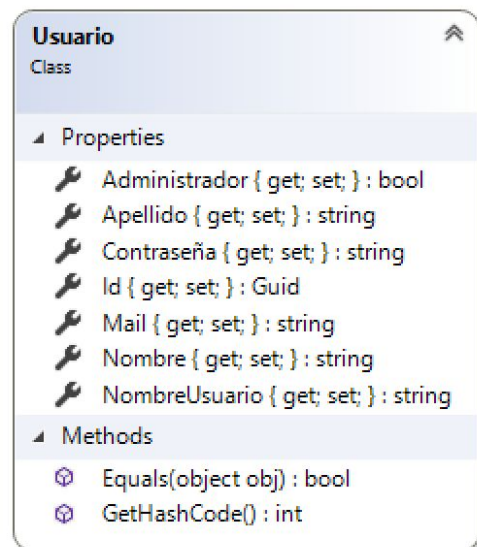 Usuario
Class
Properties
Administrador { get; set; } : bool
Apellido { get; set; } : string
Contraseña { get; set; } : string
Id { get; set; } : Guid
Mail { get; set; } : string
Nombre { get; set; } : string
NombreUsuario { get; set; } : string
Methods
Equals(object obj) : bool
GetHashCode() : int